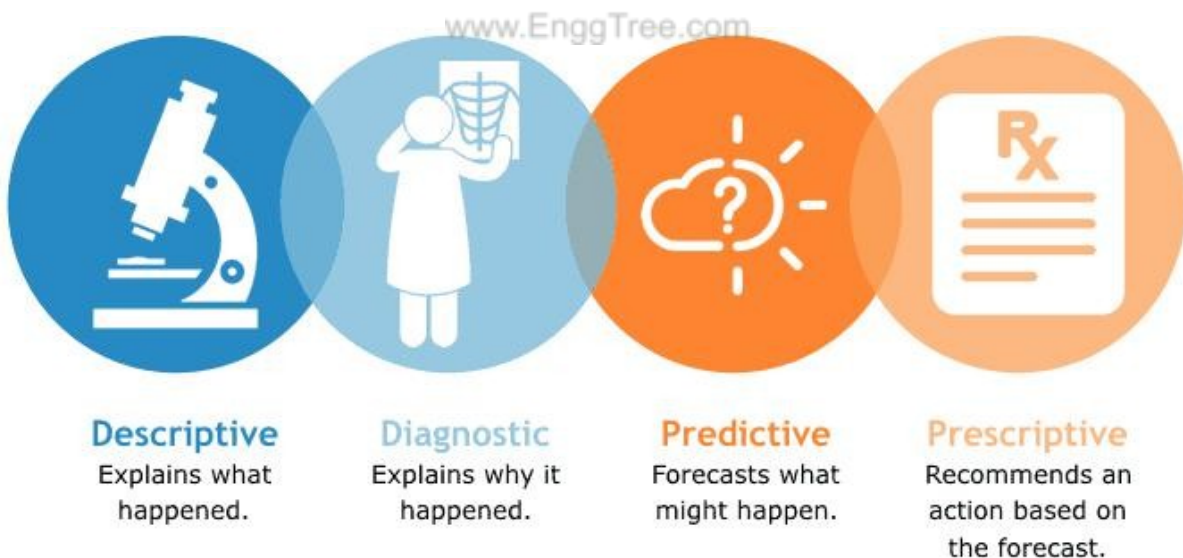 www.EnggTree.com
?
Rx
Descriptive
Explains what
happened.
Diagnostic
Explains why it
happened.
Predictive
Forecasts what
might happen.
Prescriptive
Recommends an
action based on
the forecast.